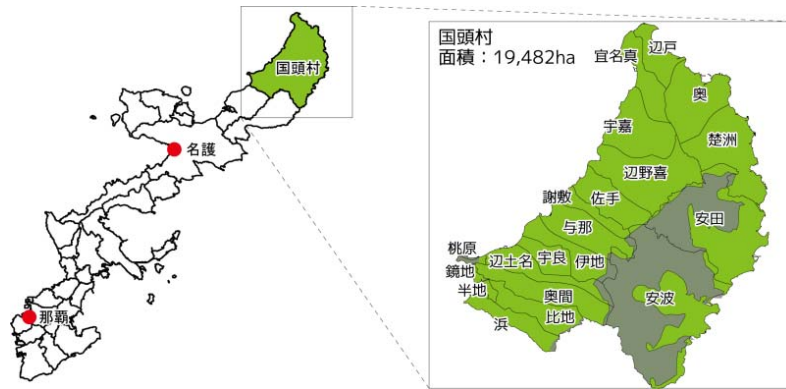 国頭村
名護
那覇
国頭村
面積：19,482ha
宜名真
辺戸
奥
宇嘉
楚洲
辺野喜
謝敷
佐手
安田
与那
桃原
辺土名
宇良
伊地
鏡地
半地
奥間
安波
浜
比地